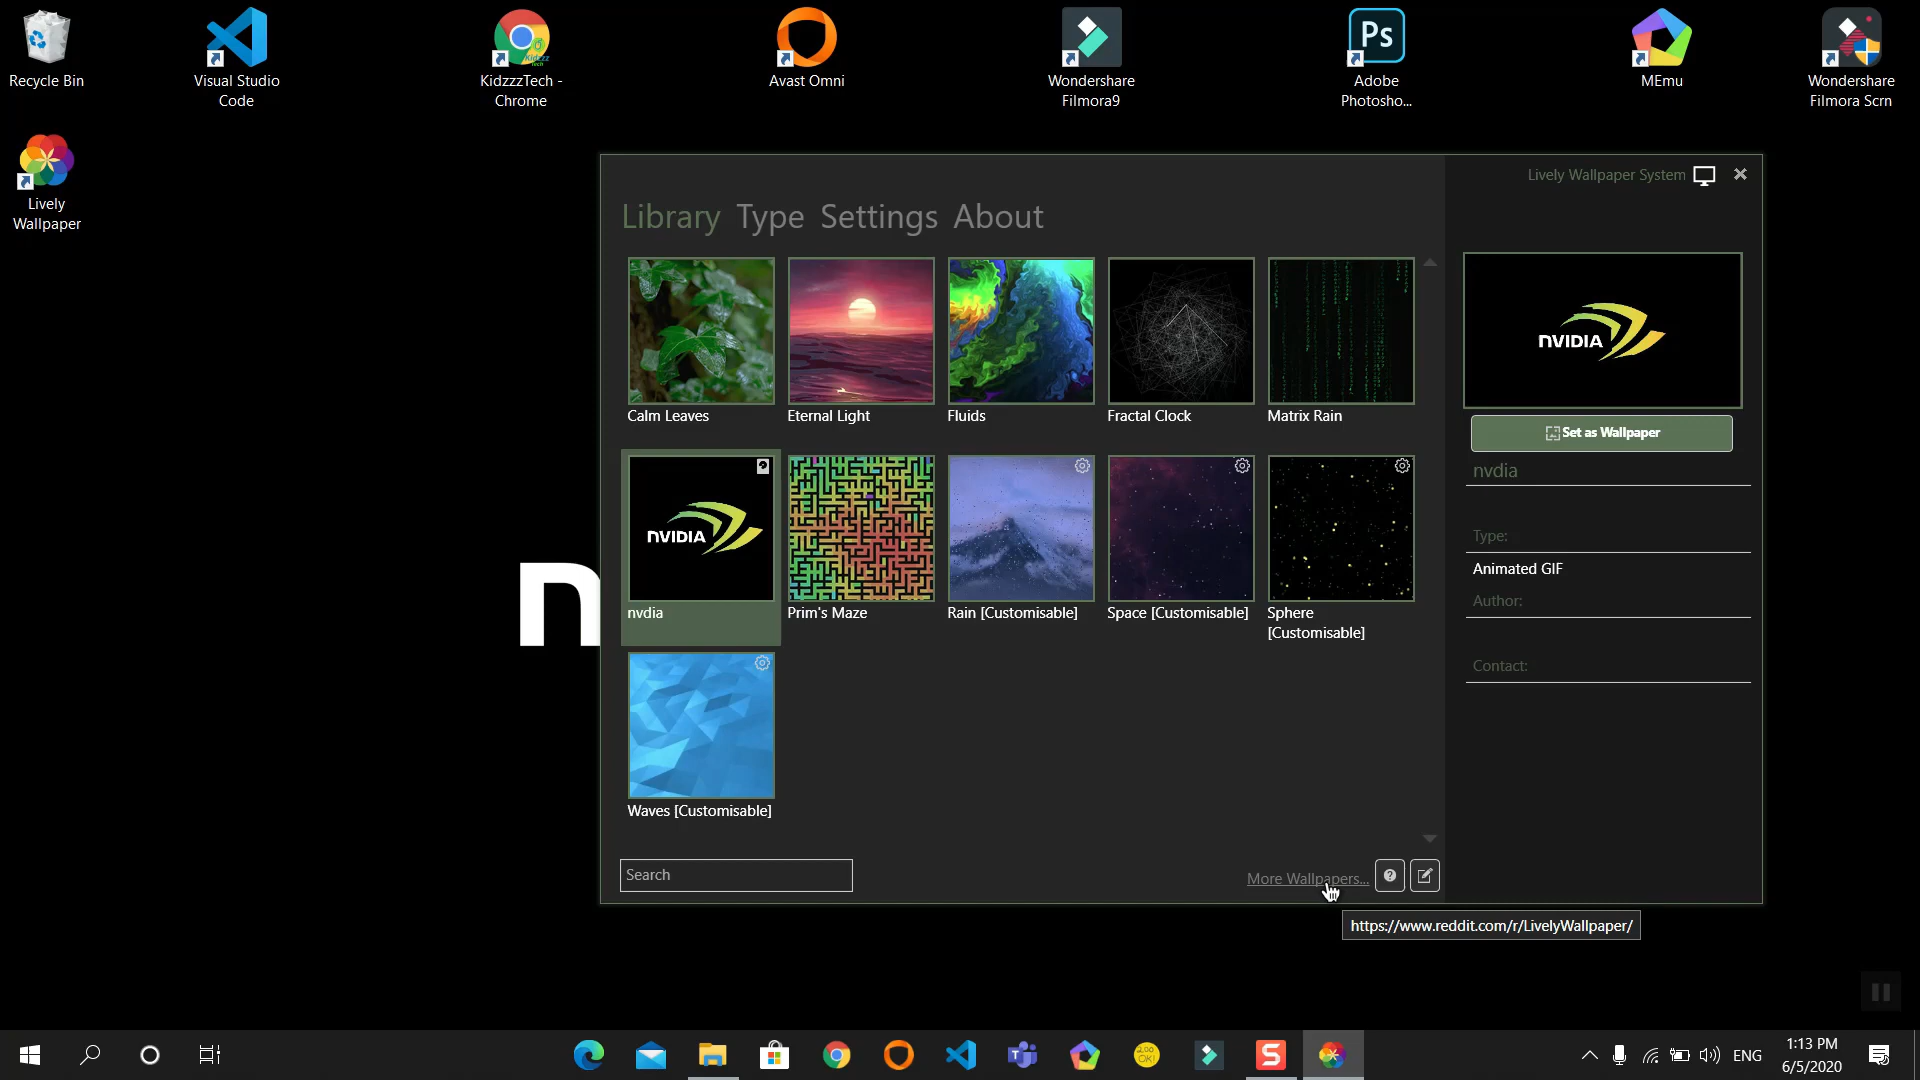 Recycle Bin
Visual Studio
Code
KidzzzTech -
Chrome
Avast Omni
Wondershare
Filmora9
Ps
Adobe
Photosho...
MEmu
Wondershare
Filmora Scrn
Lively
Wallpaper
Lively Wallpaper System
Library Type Settings About
Calm Leaves
Eternal Light
Fluids
Fractal Clock
Matrix Rain
nVIDIA
Set as Wallpaper
nvdia
Type:
Animated GIF
Author:
Contact:
nVIDIA
nvdia
Prim's Maze
Rain [Customisable]
Space [Customisable]
Sphere
[Customisable]
n
Waves [Customisable]
Search
More Wallpapers...
https://www.reddit.com/r/LivelyWallpaper/
ENG
1:13 PM
6/5/2020